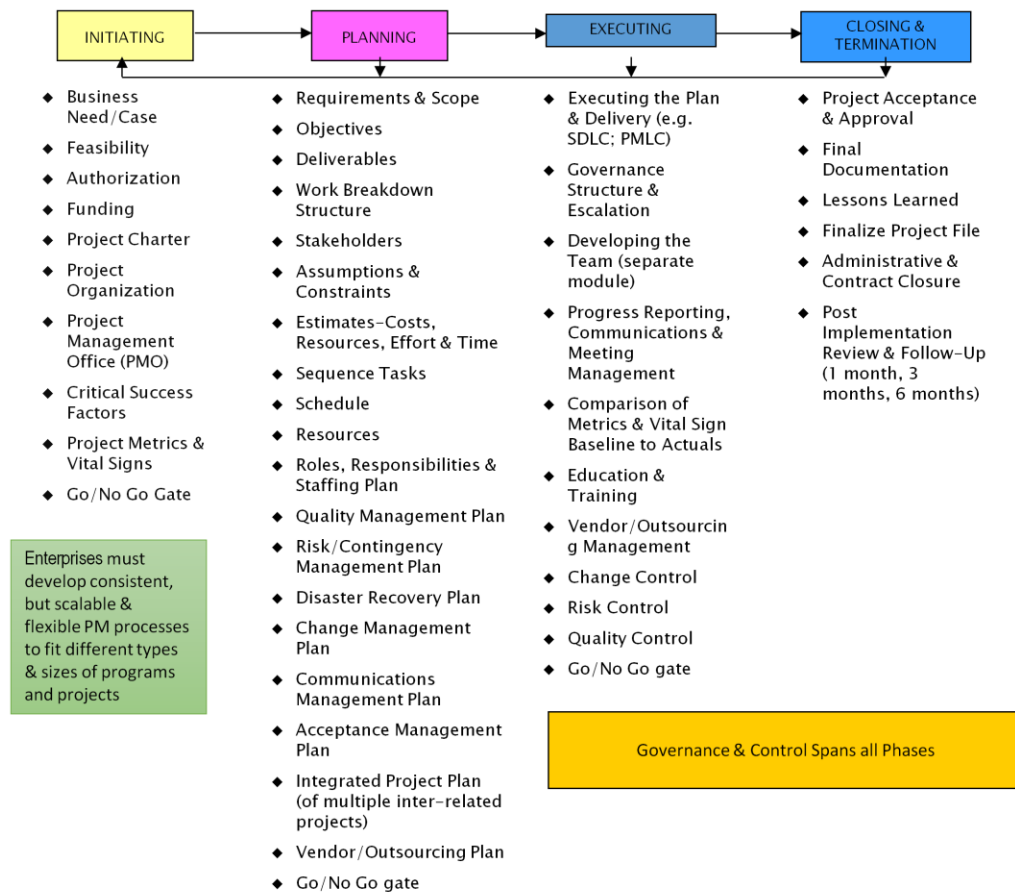 INITIATING
PLANNING
EXECUTING
CLOSING &
TERMINATION
Business
Need/Case
Feasibility
Authorization
Funding
Project Charter
Project
Organization
Project
Management
Office (PMO)
Critical Success
Factors
Project Metrics &
Vital Signs
Go/No Go Gate
Enterprises must
develop consistent,
but scalable &
flexible PM processes
to fit different types
& sizes of programs
and projects
Requirements & Scope
Objectives
Deliverables
Work Breakdown
Structure
Stakeholders
Assumptions &
Constraints
Estimates-Costs,
Resources, Effort & Time
Sequence Tasks
Schedule
Resources
Roles, Responsibilities &
Staffing Plan
Quality Management Plan
Risk/Contingency
Management Plan
Disaster Recovery Plan
Change Management
Plan
Communications
Management Plan
Acceptance Management
Plan
Integrated Project Plan
(of multiple inter-related
projects)
Vendor/Outsourcing Plan
Go/No Go gate
Executing the Plan
& Delivery (e.g.
SDLC; PMLC)
Governance
Structure &
Escalation
Developing the
Team (separate
module)
Progress Reporting,
Communications &
Meeting
Management
Comparison of
Metrics & Vital Sign
Baseline to Actuals
Education &
Training
Vendor/Outsourcin
g Management
Change Control
Risk Control
Quality Control
Go/No Go gate
Project Acceptance
& Approval
Final
Documentation
Lessons Learned
Finalize Project File
Administrative &
Contract Closure
Post
Implementation
Review & Follow-Up
(1 month, 3
months, 6 months)
Governance & Control Spans all Phases